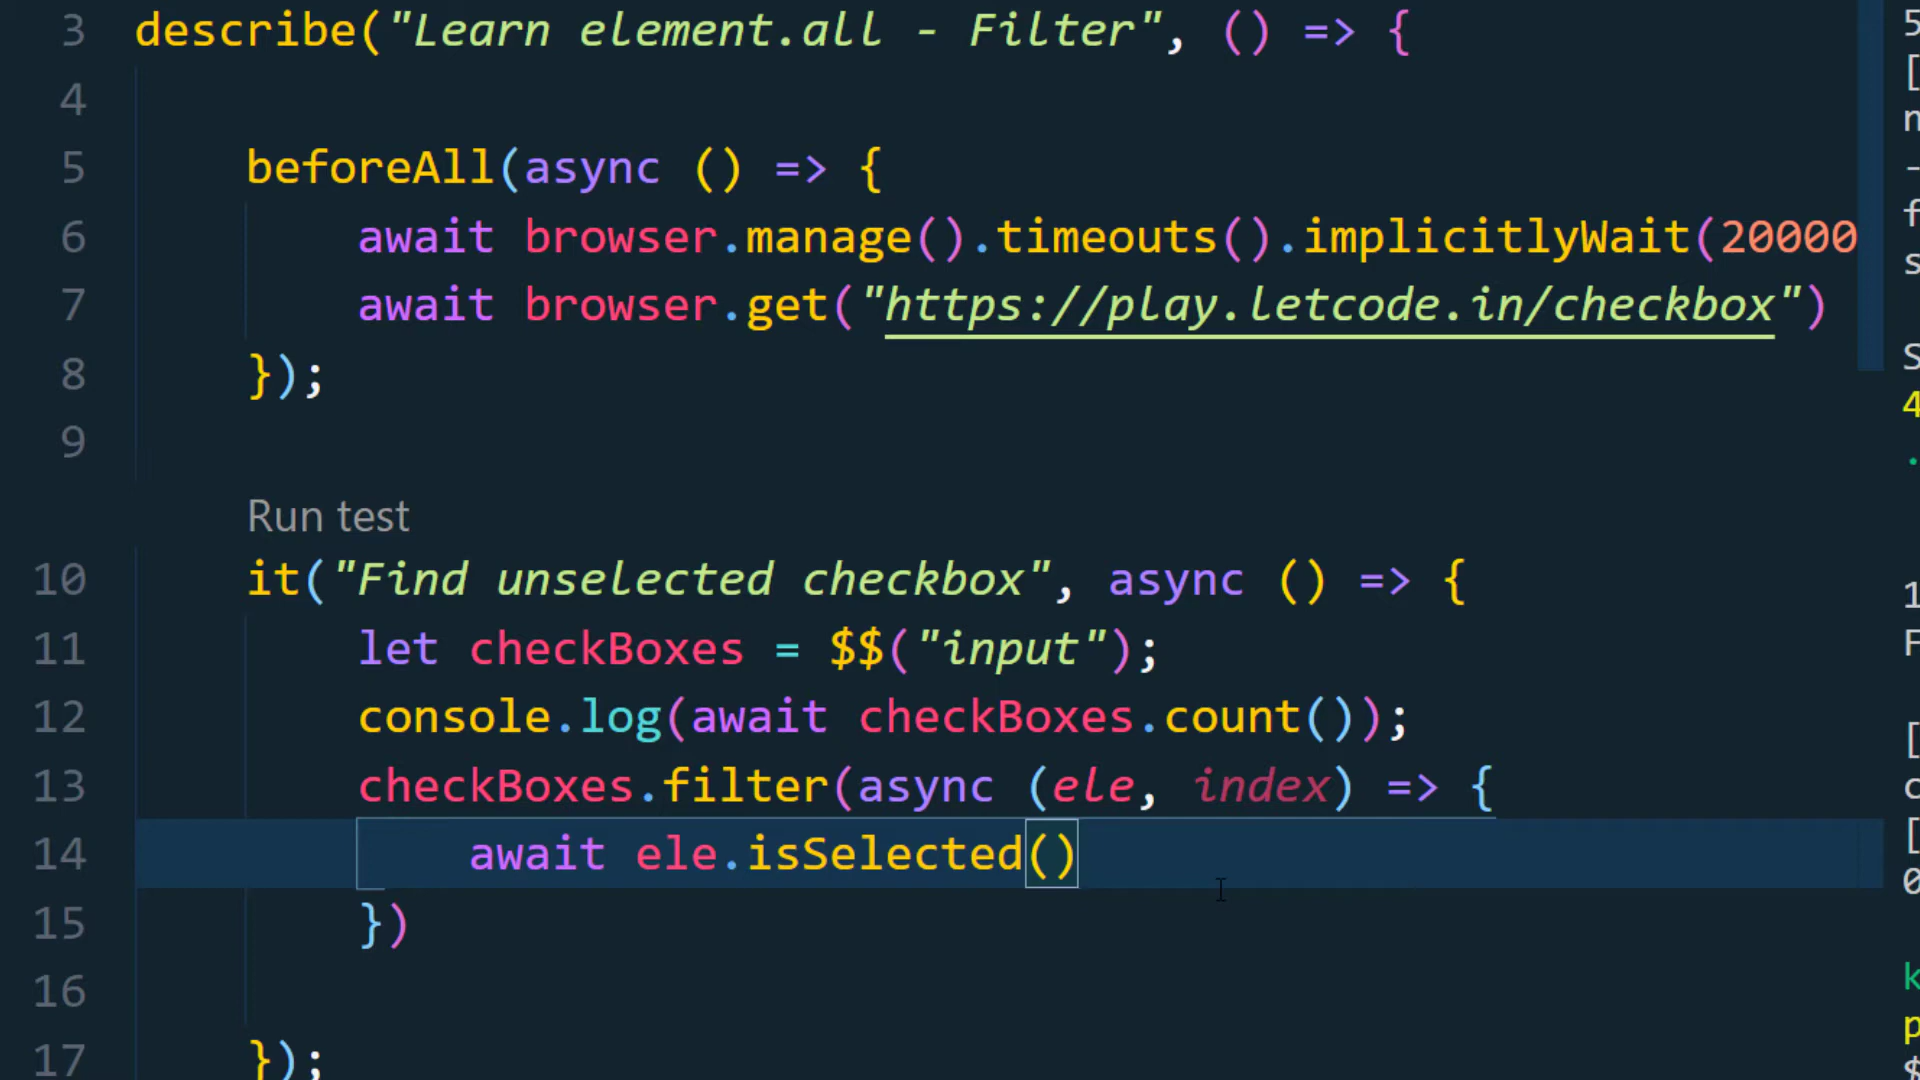 3 describe("Learn element.all - Filter", () => {
4
5 beforeAll(async () => {
6 await browser.manage().timeouts().implicitlyWait(20000
7 await browser.get("https://play.letcode.in/checkbox")
8 });
9
Run test
10 it("Find unselected checkbox", async () => {
11 let checkBoxes = $$("input");
12 console.log(await checkBoxes.count());
13 checkBoxes.filter(async (ele, index) => {
14 await ele.isSelected()
15 })
16
17 });